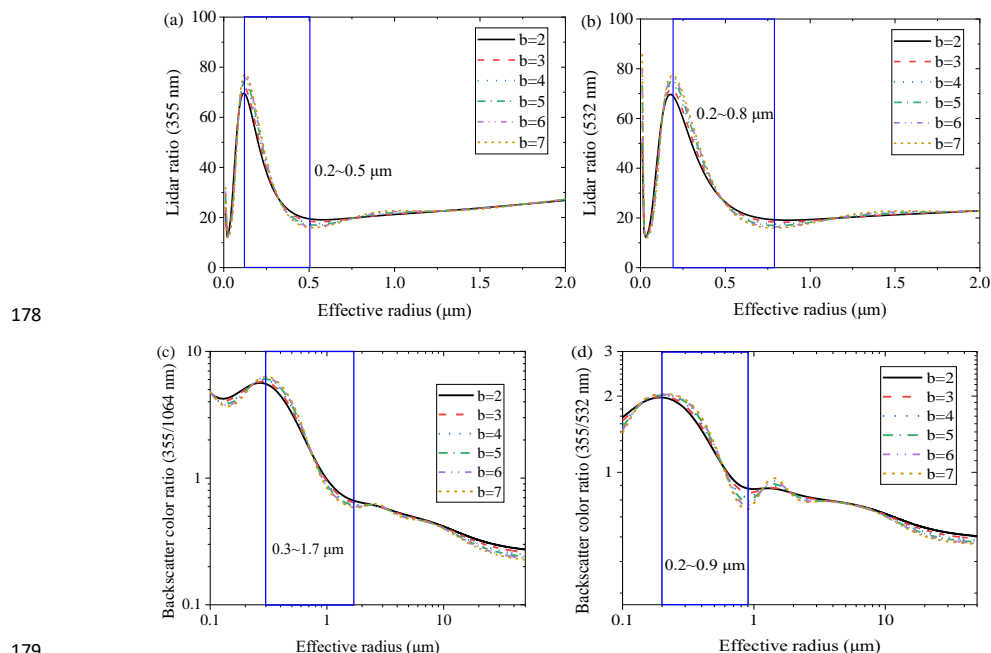 (a)
b=2
b=3
b=4
b=5
b=6
b=7
0.2~0.5 μm
Lidar ratio (355 nm)
100
80
60
40
20
0
0.0 0.5 1.0 1.5 2.0
Effective radius (μm)
(b)
b=2
b=3
b=4
b=5
b=6
b=7
0.2~0.8 μm
Lidar ratio (532 nm)
100
80
60
40
20
0
0.0 0.5 1.0 1.5 2.0
Effective radius (μm)
178
(c)
b=2
b=3
b=4
b=5
b=6
b=7
0.3~1.7 μm
Backscatter color ratio (355/1064 nm)
10
1
0.1
0.1 1 10
Effective radius (μm)
(d)
b=2
b=3
b=4
b=5
b=6
b=7
0.2~0.9 μm
Backscatter color ratio (355/532 nm)
3
2
1
0.1 1 10
Effective radius (μm)
179